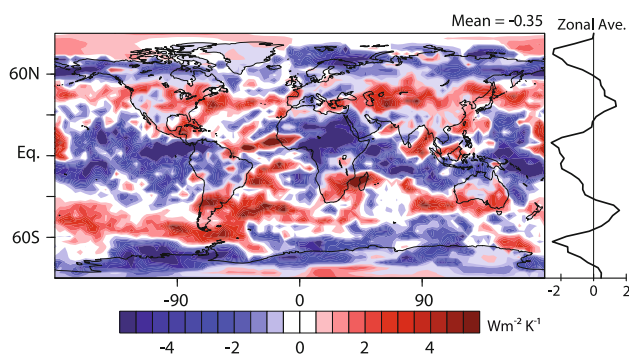 Mean = -0.35
Zonal Ave.
60N
Eq.
60S
-90 0 90
-2 0 2
-4 -2 0 2 4
Wm-2 K-1